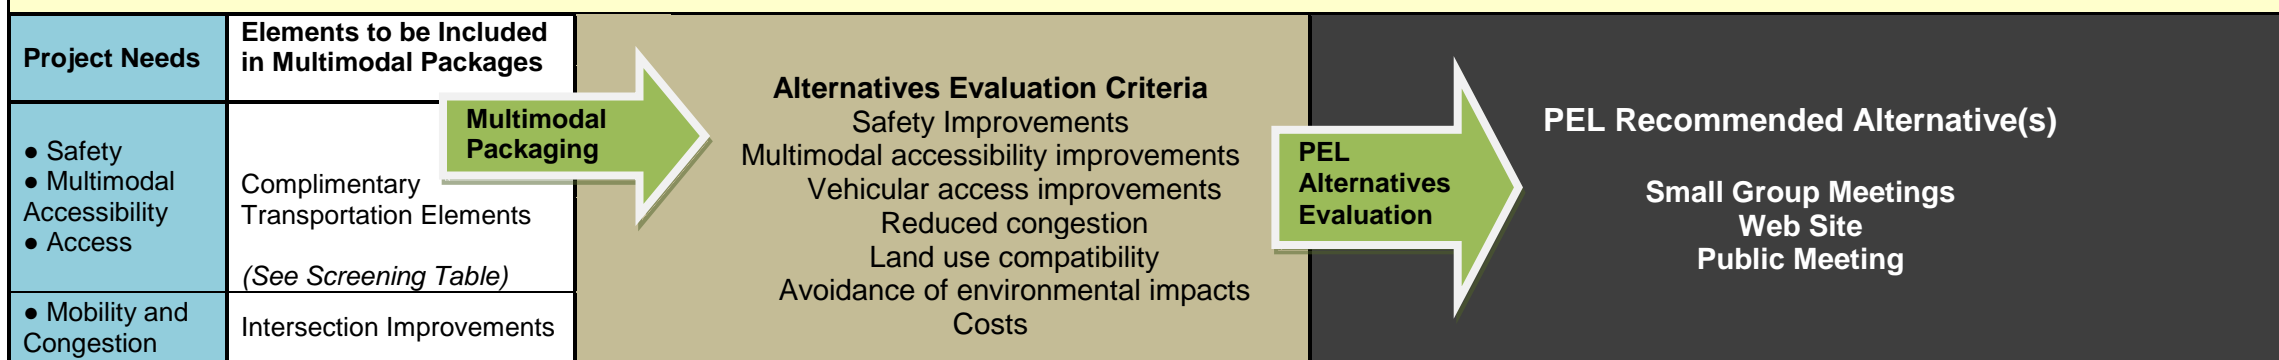 Project Needs
Elements to be Included
in Multimodal Packages
● Safety
● Multimodal
Accessibility
● Access
Complimentary
Transportation Elements
(See Screening Table)
● Mobility and
Congestion
Intersection Improvements
Multimodal
Packaging
Alternatives Evaluation Criteria
Safety Improvements
Multimodal accessibility improvements
Vehicular access improvements
Reduced congestion
Land use compatibility
Avoidance of environmental impacts
Costs
PEL
Alternatives
Evaluation
PEL Recommended Alternative(s)
Small Group Meetings
Web Site
Public Meeting